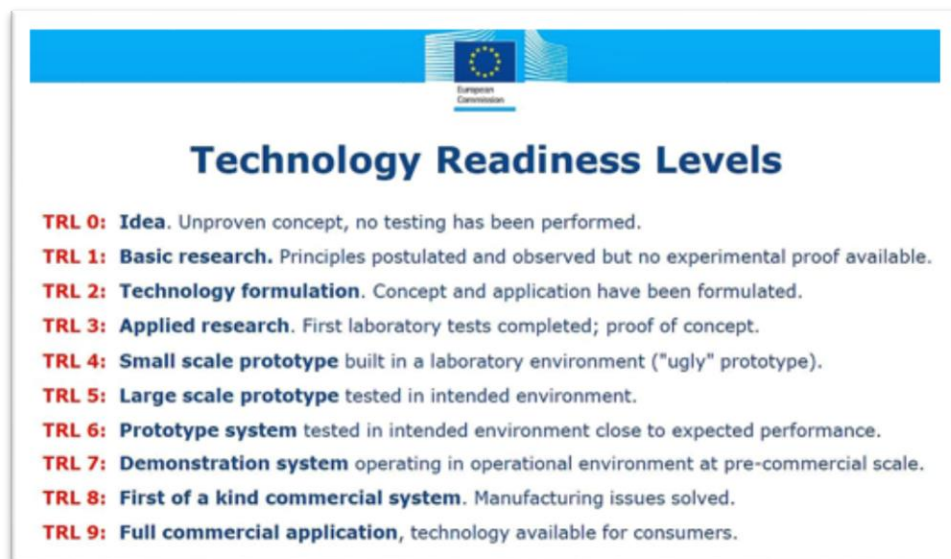 European
Commission
Technology Readiness Levels
TRL 0: Idea. Unproven concept, no testing has been performed.
TRL 1: Basic research. Principles postulated and observed but no experimental proof available.
TRL 2: Technology formulation. Concept and application have been formulated.
TRL 3: Applied research. First laboratory tests completed; proof of concept.
TRL 4: Small scale prototype built in a laboratory environment ("ugly" prototype).
TRL 5: Large scale prototype tested in intended environment.
TRL 6: Prototype system tested in intended environment close to expected performance.
TRL 7: Demonstration system operating in operational environment at pre-commercial scale.
TRL 8: First of a kind commercial system. Manufacturing issues solved.
TRL 9: Full commercial application, technology available for consumers.